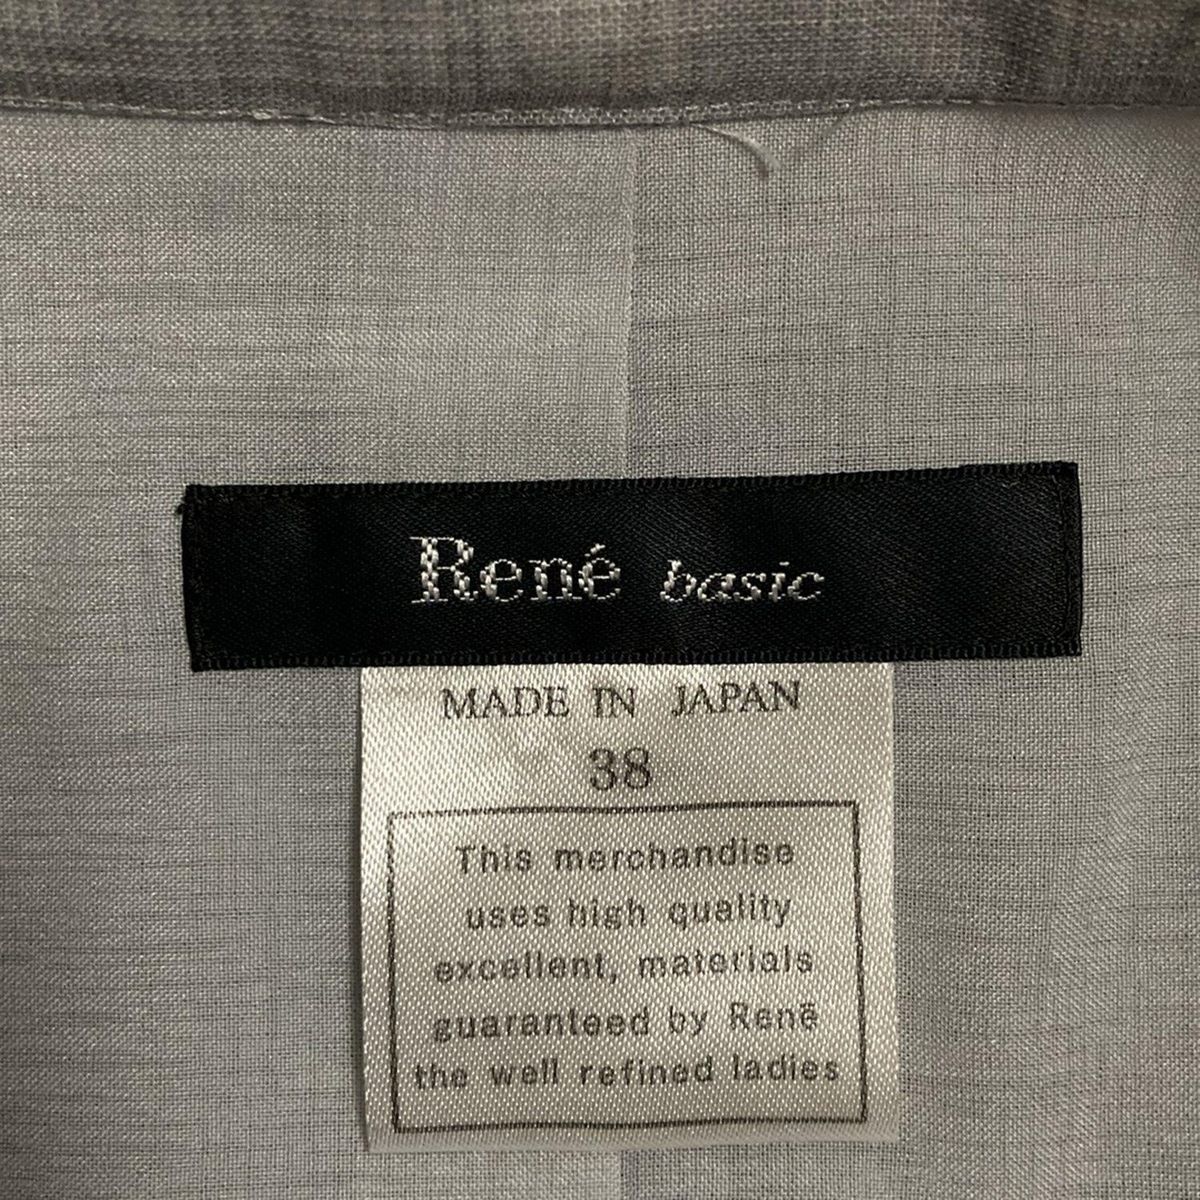 René basic
MADE IN JAPAN
38
This merchandise
uses high quality
excellent, materials
guaranteed by Renē
the well refined ladies